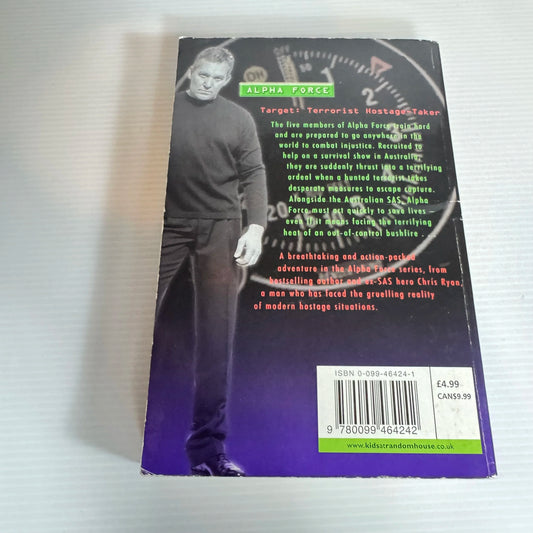 ALPHA FORCE
Target: Terrorist Hostage-Taker
The five members of Alpha Force train hard
and are prepared to go anywhere in the
world to combat injustice. Recruited to
help on a survival show in Australia,
they are suddenly thrust into a terrifying
ordeal when a hunted terrorist takes
desperate measures to escape capture.
Alongside the Australian SAS, Alpha
Force must act quickly to save lives -
even if it means facing the terrifying
heat of an out-of-control bushfire
A breathtaking and action-packed
adventure in the Alpha Force series, from
bestselling author and ex-SAS hero Chris Ryan,
a man who has faced the gruelling reality
of modern hostage situations.
ISBN 0-099-46424-1
£4.99
CAN$9.99
9 780099 464242
www.kidsatrandomhouse.co.uk
OFF
ON
50
1
2
20